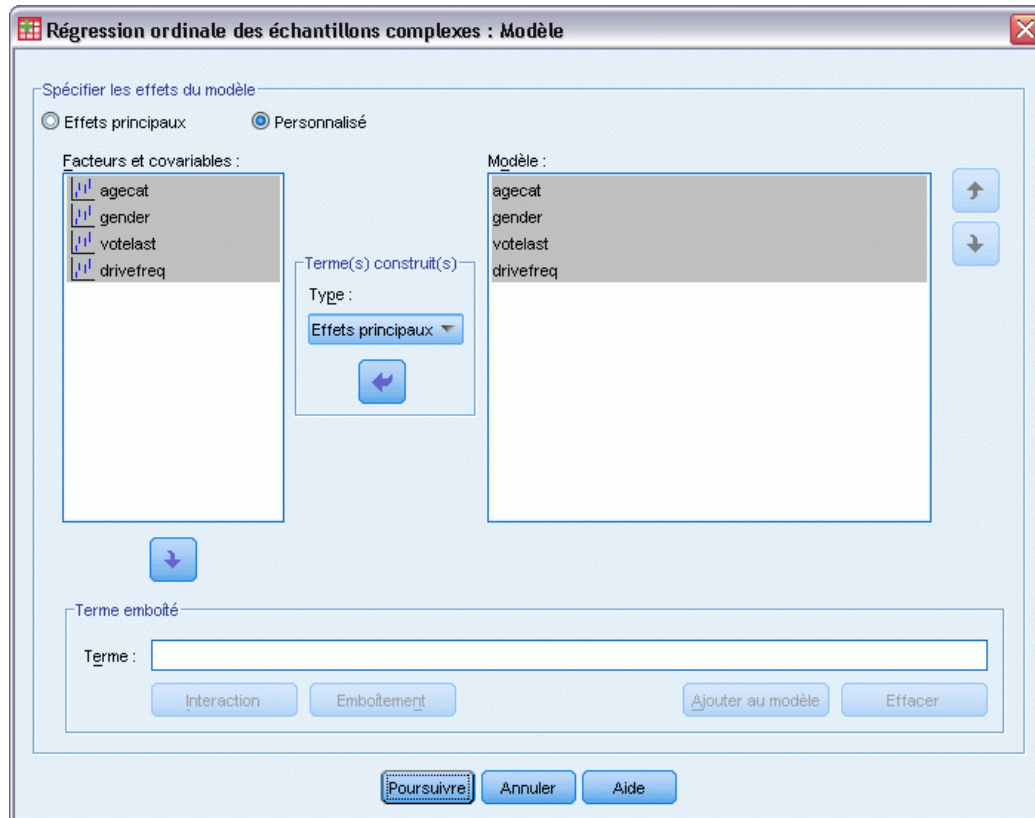 Régression ordinale des échantillons complexes : Modèle
Spécifier les effets du modèle
Effets principaux
Personnalisé
Facteurs et covariables :
agecat
gender
votelast
drivefreq
Terme(s) construit(s)
Type :
Effets principaux
Modèle :
agecat
gender
votelast
drivefreq
Terme emboîté
Terme :
Interaction
Emboîtement
Ajouter au modèle
Effacer
Poursuivre
Annuler
Aide